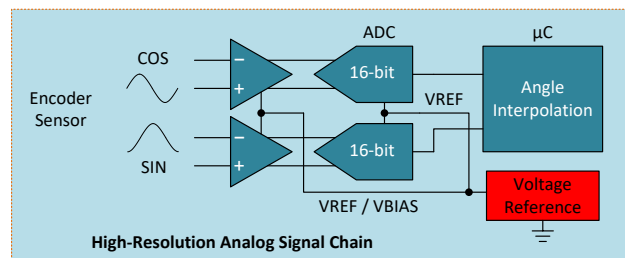 ADC
µC
COS
−
+
16-bit
VREF
Angle
Interpolation
Encoder
Sensor
−
+
16-bit
SIN
VREF / VBIAS
Voltage
Reference
High-Resolution Analog Signal Chain